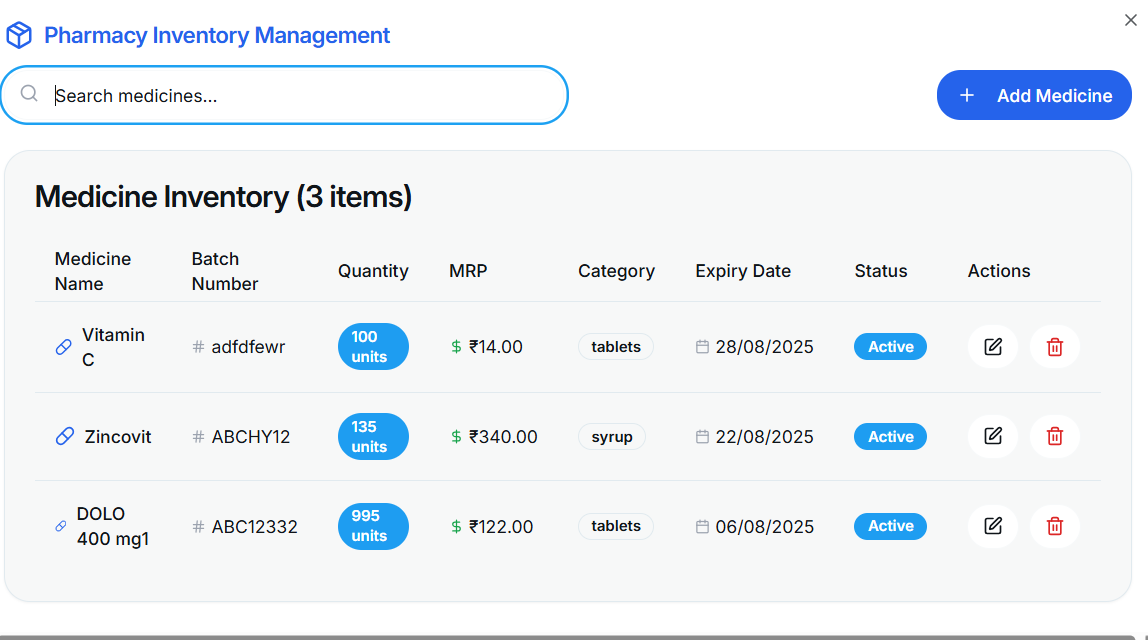 Pharmacy Inventory Management
Search medicines...
+ Add Medicine
Medicine Inventory (3 items)
Medicine Name Batch Number Quantity MRP Category Expiry Date Status Actions
Vitamin C # adfdfewr 100 units $ ₹14.00 tablets 28/08/2025 Active
Zincovit # ABCHY12 135 units $ ₹340.00 syrup 22/08/2025 Active
DOLO 400 mg1 # ABC12332 995 units $ ₹122.00 tablets 06/08/2025 Active